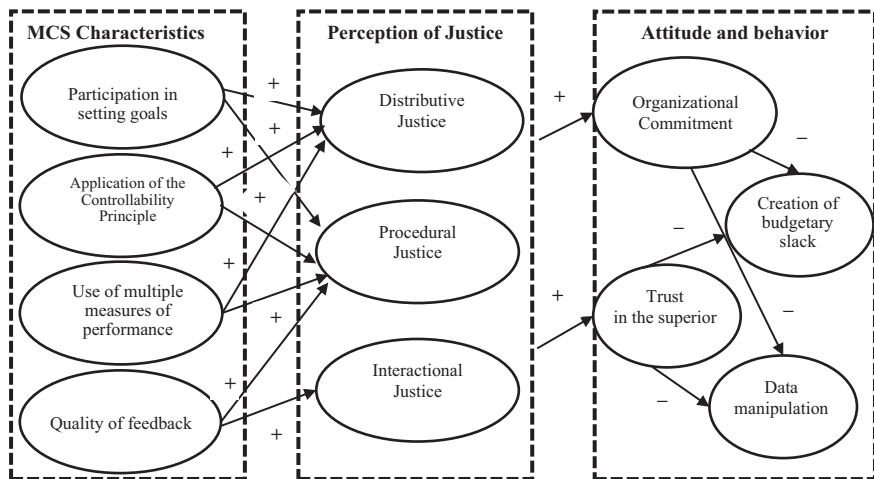 MCS Characteristics
Participation in
setting goals
Application of the
Controllability
Principle
Use of multiple
measures of
performance
Quality of feedback
+
+
+
+
+
+
+
+
Perception of Justice
Distributive
Justice
Procedural
Justice
Interactional
Justice
+
+
Attitude and behavior
Organizational
Commitment
Creation of
budgetary
slack
Trust
in the superior
Data
manipulation
–
–
–
–